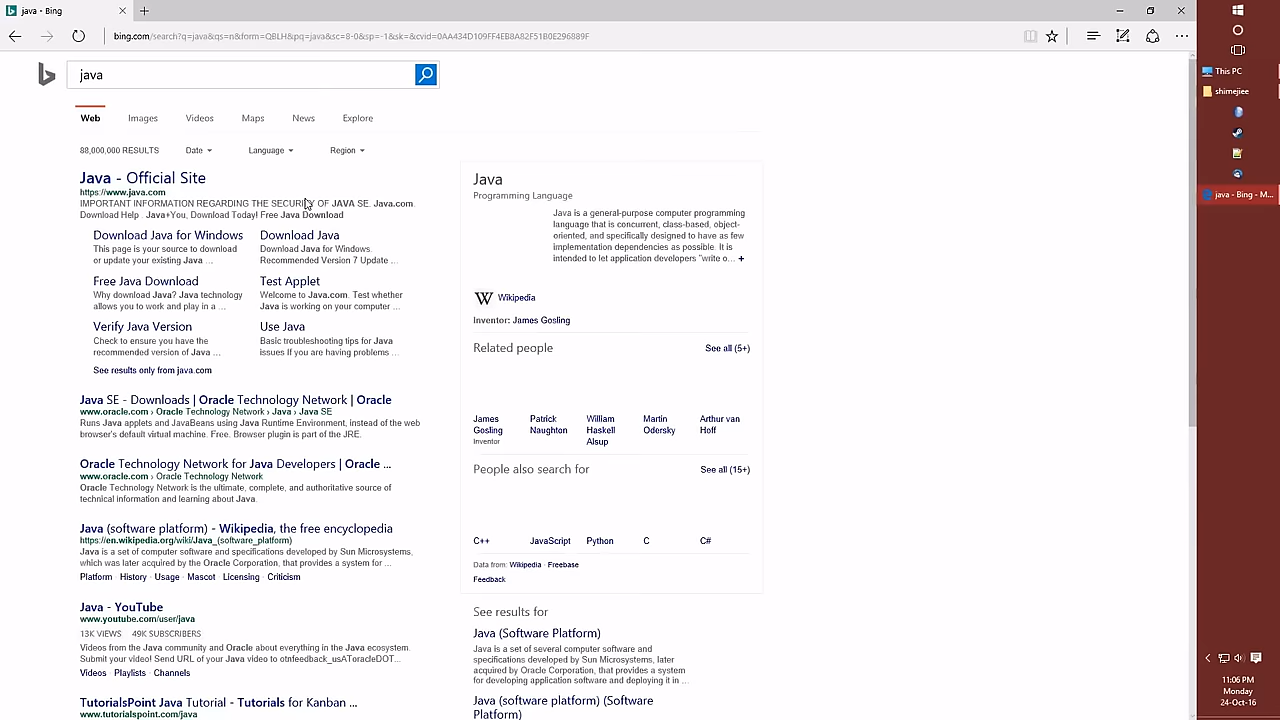 java - Bing
bing.com/search?q=java&qs=n&form=QBLH&pq=java&sc=8-0&sp=-1&sk=&cvid=0AA434D109FF4EB8A82F51B0E296889F
java
Web Images Videos Maps News Explore
88,000,000 RESULTS Date Language Region
Java - Official Site
https://www.java.com
IMPORTANT INFORMATION REGARDING THE SECURITY OF JAVA SE. Java.com.
Download Help . Java+You, Download Today! Free Java Download
Download Java for Windows
This page is your source to download
or update your existing Java ...
Download Java
Download Java for Windows.
Recommended Version 7 Update ...
Free Java Download
Why download Java? Java technology
allows you to work and play in a ...
Test Applet
Welcome to Java.com. Test whether
Java is working on your computer ...
Verify Java Version
Check to ensure you have the
recommended version of Java ...
Use Java
Basic troubleshooting tips for Java
issues If you are having problems ...
See results only from java.com
Java SE - Downloads | Oracle Technology Network | Oracle
www.oracle.com › Oracle Technology Network › Java › Java SE
Runs Java applets and JavaBeans using Java Runtime Environment, instead of the web
browser's default virtual machine. Free. Browser plugin is part of the JRE.
Oracle Technology Network for Java Developers | Oracle ...
www.oracle.com › Oracle Technology Network
Oracle Technology Network is the ultimate, complete, and authoritative source of
technical information and learning about Java.
Java (software platform) - Wikipedia, the free encyclopedia
https://en.wikipedia.org/wiki/Java_(software_platform)
Java is a set of computer software and specifications developed by Sun Microsystems,
which was later acquired by the Oracle Corporation, that provides a system for ...
Platform · History · Usage · Mascot · Licensing · Criticism
Java - YouTube
www.youtube.com/user/java
13K VIEWS 49K SUBSCRIBERS
Videos from the Java community and Oracle about everything in the Java ecosystem.
Submit your video! Send URL of your Java video to otnfeedback_usAToracleDOT...
Videos · Playlists · Channels
TutorialsPoint Java Tutorial - Tutorials for Kanban ...
www.tutorialspoint.com/java
Java
Programming Language
Java is a general-purpose computer programming
language that is concurrent, class-based, object-
oriented, and specifically designed to have as few
implementation dependencies as possible. It is
intended to let application developers "write o... +
W Wikipedia
Inventor: James Gosling
Related people See all (5+)
James Gosling
Inventor
Patrick Naughton
William Haskell Alsup
Martin Odersky
Arthur van Hoff
People also search for See all (15+)
C++ JavaScript Python C C#
Data from: Wikipedia · Freebase
Feedback
See results for
Java (Software Platform)
Java is a set of several computer software and
specifications developed by Sun Microsystems, later
acquired by Oracle Corporation, that provides a system
for developing application software and deploying it in ...
Java (software platform) (Software
Platform)
This PC
shimejiee
java - Bing - M...
11:06 PM
Monday
24-Oct-16